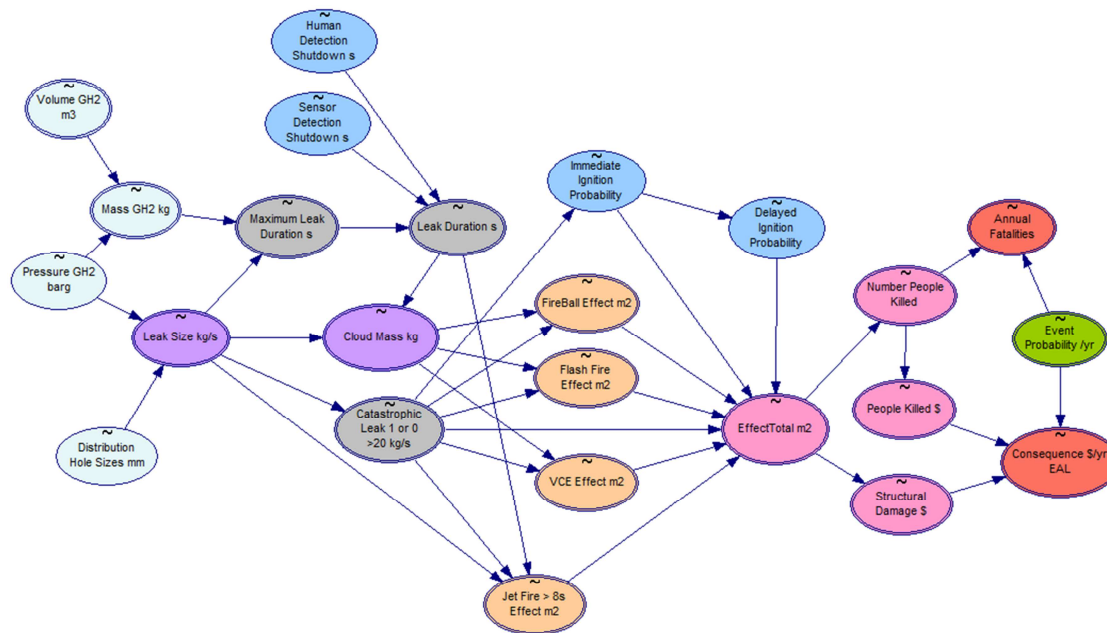 ~
Human
Detection
Shutdown s
~
Volume GH2
m3
~
Sensor
Detection
Shutdown s
~
Immediate
Ignition
Probability
~
Mass GH2 kg
~
Maximum Leak
Duration s
~
Leak Duration s
~
Delayed
Ignition
Probability
~
Annual
Fatalities
~
Pressure GH2
barg
~
FireBall Effect m2
~
Number People
Killed
~
Leak Size kg/s
~
Cloud Mass kg
~
Event
Probability /yr
~
Flash Fire
Effect m2
~
People Killed $
~
Distribution
Hole Sizes mm
~
Catastrophic
Leak 1 or 0
>20 kg/s
~
EffectTotal m2
~
Consequence $/yr
EAL
~
VCE Effect m2
~
Structural
Damage $
~
Jet Fire > 8s
Effect m2